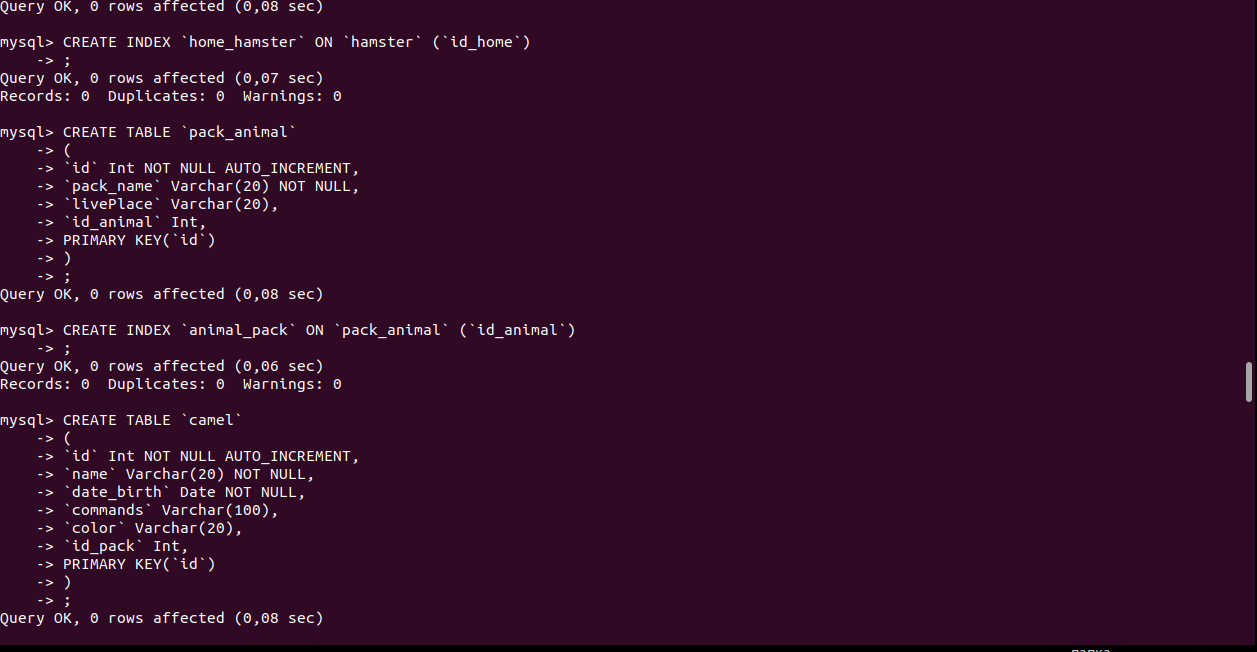 Query OK, 0 rows affected (0,08 sec)
mysql> CREATE INDEX `home_hamster` ON `hamster` (`id_home`)
    -> ;
Query OK, 0 rows affected (0,07 sec)
Records: 0  Duplicates: 0  Warnings: 0
mysql> CREATE TABLE `pack_animal`
    -> (
    -> `id` Int NOT NULL AUTO_INCREMENT,
    -> `pack_name` Varchar(20) NOT NULL,
    -> `livePlace` Varchar(20),
    -> `id_animal` Int,
    -> PRIMARY KEY(`id`)
    -> )
    -> ;
Query OK, 0 rows affected (0,08 sec)
mysql> CREATE INDEX `animal_pack` ON `pack_animal` (`id_animal`)
    -> ;
Query OK, 0 rows affected (0,06 sec)
Records: 0  Duplicates: 0  Warnings: 0
mysql> CREATE TABLE `camel`
    -> (
    -> `id` Int NOT NULL AUTO_INCREMENT,
    -> `name` Varchar(20) NOT NULL,
    -> `date_birth` Date NOT NULL,
    -> `commands` Varchar(100),
    -> `color` Varchar(20),
    -> `id_pack` Int,
    -> PRIMARY KEY(`id`)
    -> )
    -> ;
Query OK, 0 rows affected (0,08 sec)